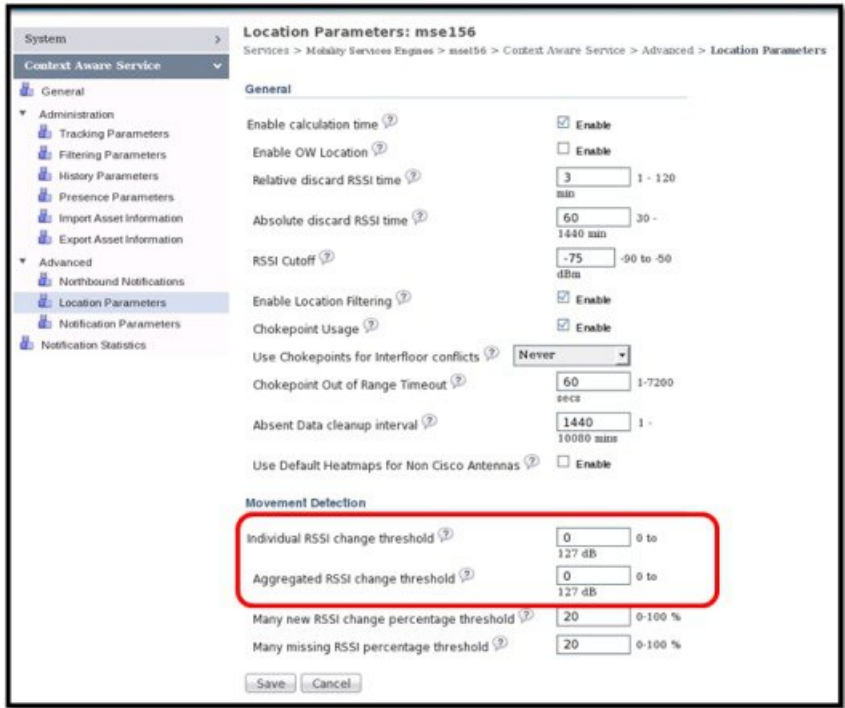 System
Context Aware Service
General
Administration
Tracking Parameters
Filtering Parameters
History Parameters
Presence Parameters
Import Asset Information
Export Asset Information
Advanced
Northbound Notifications
Location Parameters
Notification Parameters
Notification Statistics
Location Parameters: mse156
Services > Mobility Services Engines > mse156 > Context Aware Service > Advanced > Location Parameters
General
Enable calculation time ? Enable
Enable OW Location ? Enable
Relative discard RSSI time ? 3 1 - 120
min
Absolute discard RSSI time ? 60 30 -
1440 min
RSSI Cutoff ? -75 -90 to -50
dBm
Enable Location Filtering ? Enable
Chokepoint Usage ? Enable
Use Chokepoints for Interfloor conflicts ? Never
Chokepoint Out of Range Timeout ? 60 1-7200
secs
Absent Data cleanup interval ? 1440 1 -
10080 mins
Use Default Heatmaps for Non Cisco Antennas ? Enable
Movement Detection
Individual RSSI change threshold ? 0 0 to
127 dB
Aggregated RSSI change threshold ? 0 0 to
127 dB
Many new RSSI change percentage threshold ? 20 0-100 %
Many missing RSSI percentage threshold ? 20 0-100 %
Save Cancel